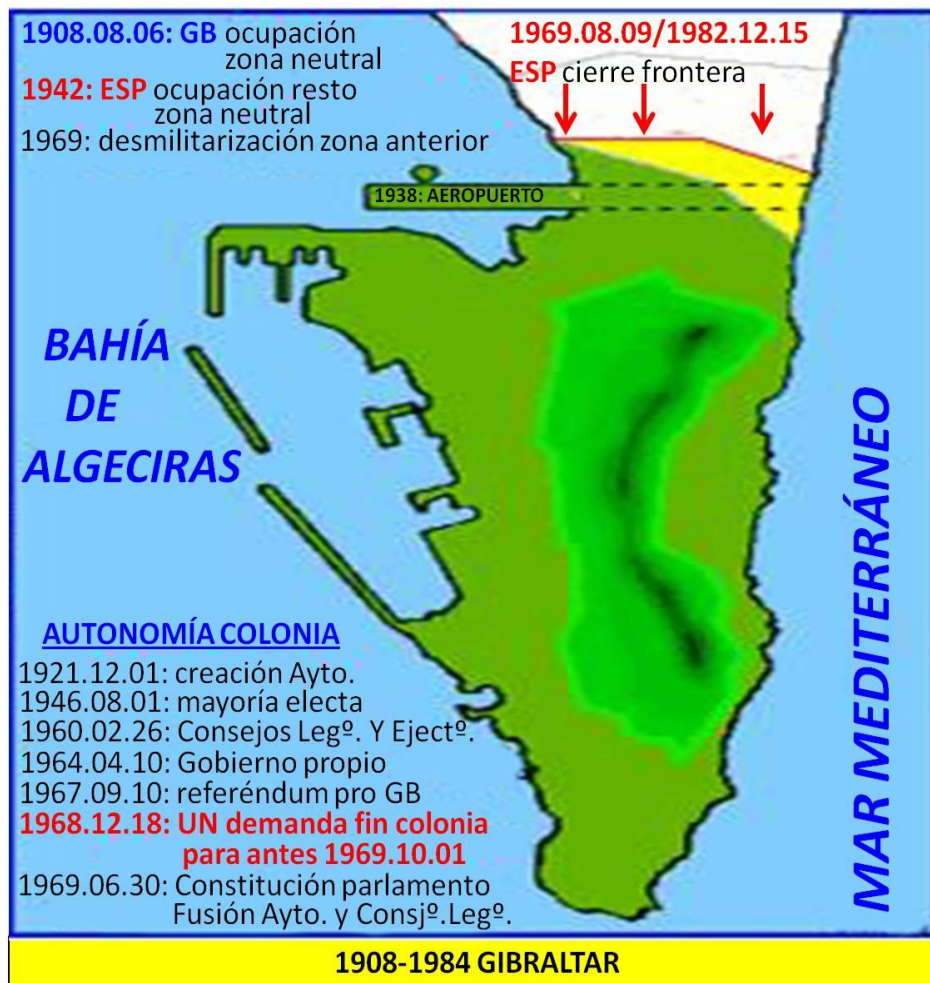 1908.08.06: GB ocupación
zona neutral
1942: ESP ocupación resto
zona neutral
1969: desmilitarización zona anterior
1969.08.09/1982.12.15
ESP cierre frontera
1938: AEROPUERTO
BAHÍA
DE
ALGECIRAS
MAR MEDITERRÁNEO
AUTONOMÍA COLONIA
1921.12.01: creación Ayto.
1946.08.01: mayoría electa
1960.02.26: Consejos Legº. Y Ejectº.
1964.04.10: Gobierno propio
1967.09.10: referéndum pro GB
1968.12.18: UN demanda fin colonia
para antes 1969.10.01
1969.06.30: Constitución parlamento
Fusión Ayto. y Consjº.Legº.
1908-1984 GIBRALTAR